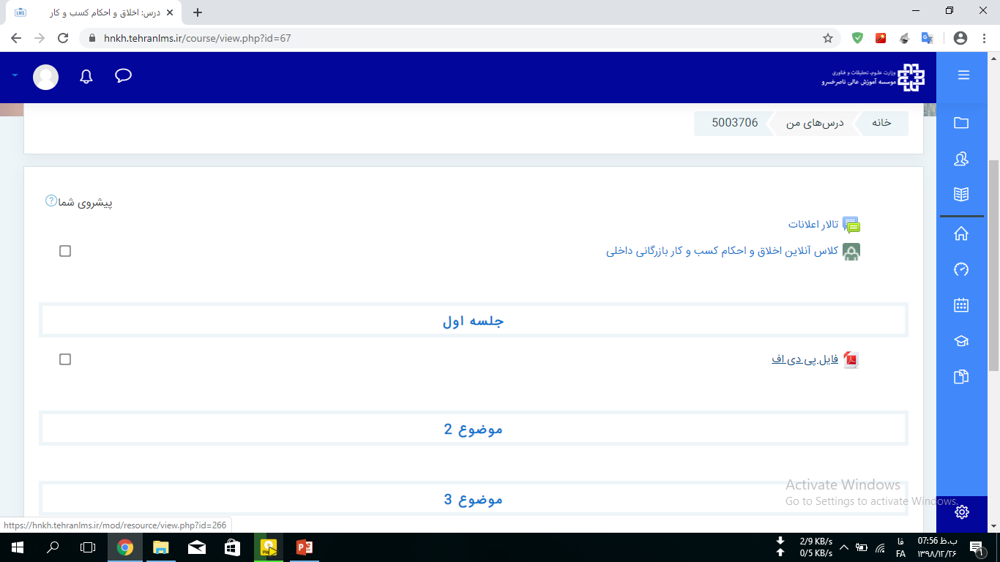 درس: اخلاق و احکام کسب و کار
hnkh.tehranlms.ir/course/view.php?id=67
وزارت علوم، تحقیقات و فناوری
موسسه آموزش عالی ناصرخسرو
خانه
درس‌های من
5003706
پیشروی شما
تالار اعلانات
کلاس آنلاین اخلاق و احکام کسب و کار بازرگانی داخلی
جلسه اول
فایل پی دی اف
موضوع 2
موضوع 3
Activate Windows
Go to Settings to activate Windows.
https://hnkh.tehranlms.ir/mod/resource/view.php?id=266
2/9 KB/s
0/5 KB/s
فا
FA
07:56 ب.ظ
۱۳۹۸/۱۲/۲۶